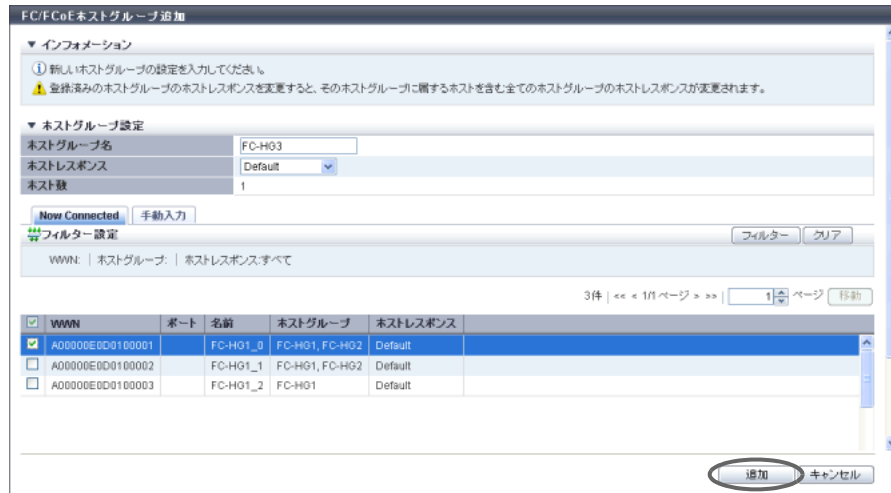 FC/FCoEホストグループ追加
▼ インフォメーション
新しいホストグループの設定を入力してください。
登録済みのホストグループのホストレスポンスを変更すると、そのホストグループに属するホストを含む全てのホストグループのホストレスポンスが変更されます。
▼ ホストグループ設定
ホストグループ名 FC-HG3
ホストレスポンス Default
ホスト数 1
Now Connected 手動入力
フィルター設定 フィルター クリア
WWN: | ホストグループ: | ホストレスポンス:すべて
3件 | << < 1/1 ページ > >> | 1 ページ 移動
WWN ポート 名前 ホストグループ ホストレスポンス
A00000E0D0100001 FC-HG1_0 FC-HG1, FC-HG2 Default
A00000E0D0100002 FC-HG1_1 FC-HG1, FC-HG2 Default
A00000E0D0100003 FC-HG1_2 FC-HG1 Default
追加 キャンセル